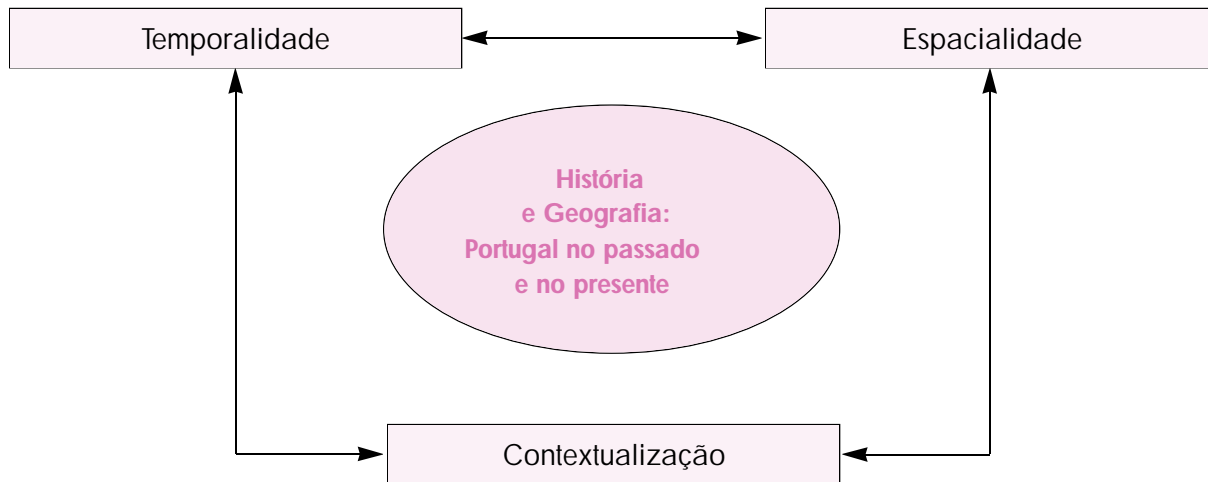 Temporalidade
Espacialidade
História
e Geografia:
Portugal no passado
e no presente
Contextualização